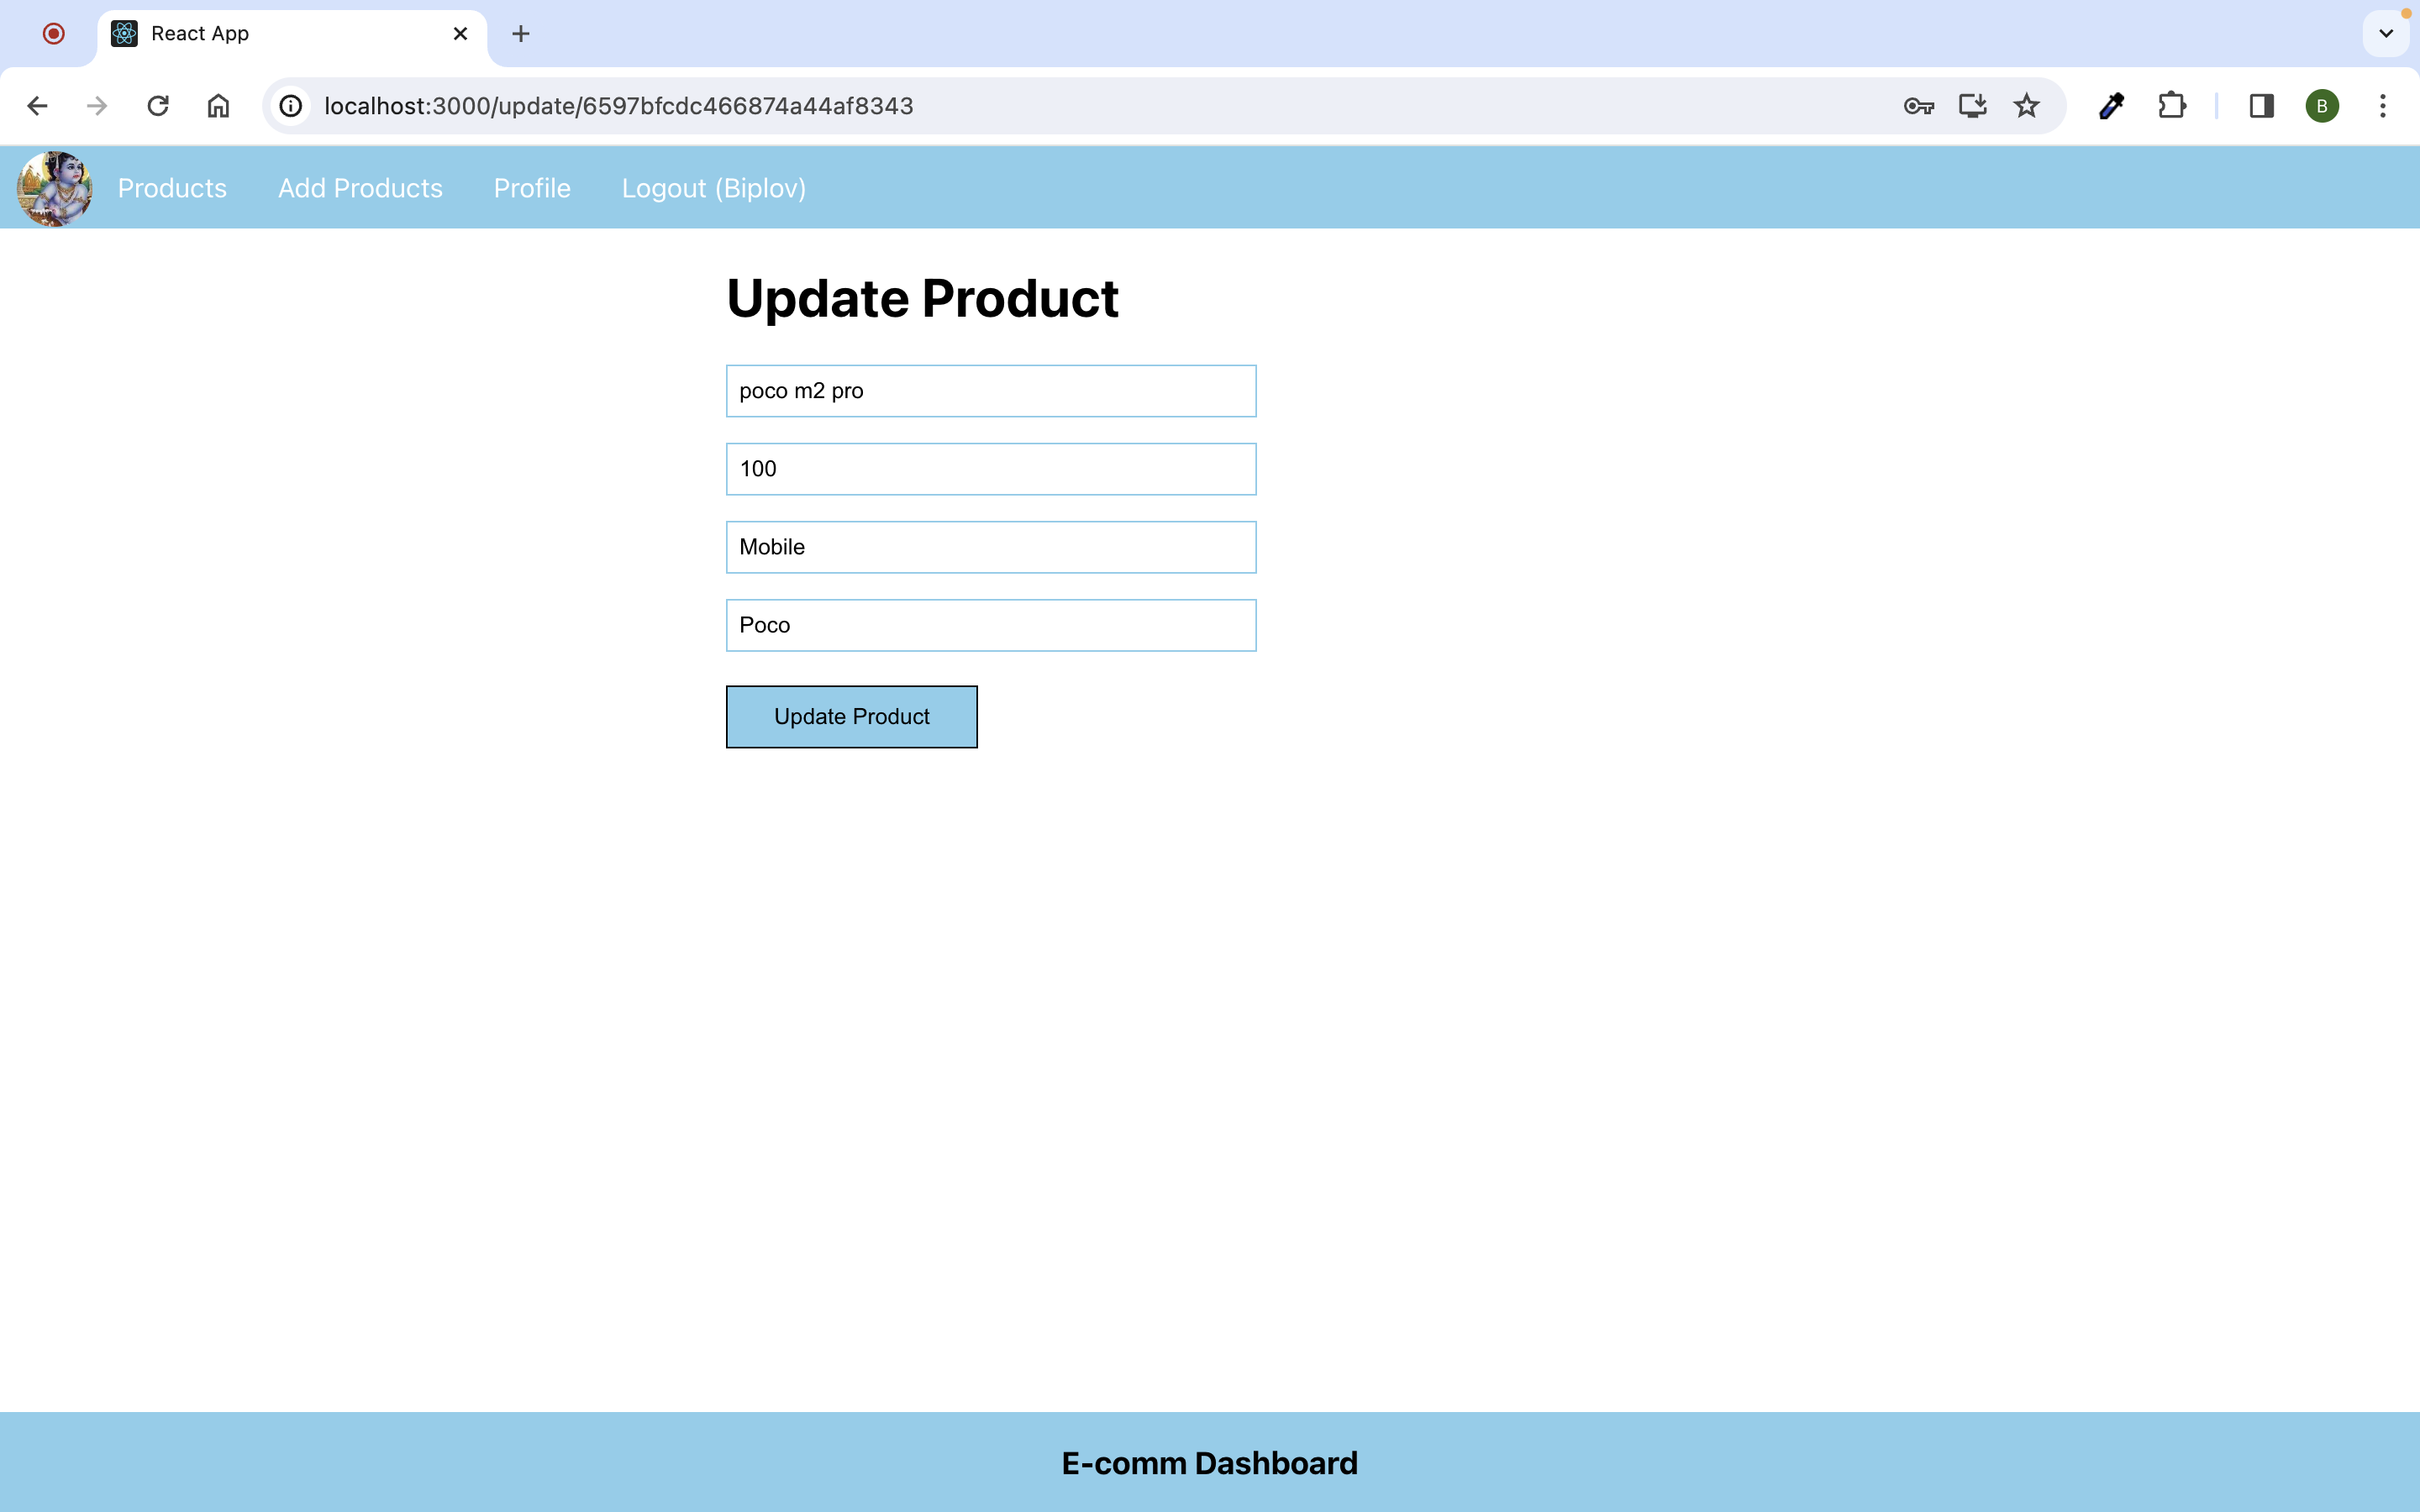 React App
localhost:3000/update/6597bfcdc466874a44af8343
B
Products Add Products Profile Logout (Biplov)
Update Product
poco m2 pro
100
Mobile
Poco
Update Product
E-comm Dashboard